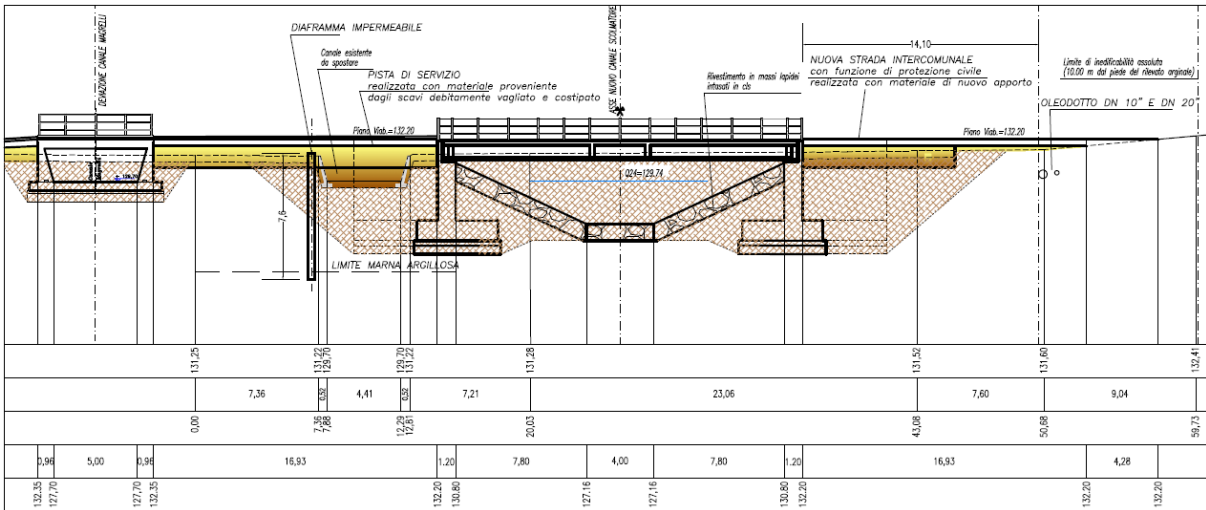 DEVIAZIONE CANALE MAGRELLI
DIAFRAMMA IMPERMEABILE
Canale esistente
da spostare
PISTA DI SERVIZIO
realizzata con materiale proveniente
dagli scavi debitamente vagliato e costipato
Piano Viab.=132.20
ASSE NUOVO CANALE SCOLMATORE
Rivestimento in massi lapidei
intasati in cls
14,10
NUOVA STRADA INTERCOMUNALE
con funzione di protezione civile
realizzata con materiale di nuovo apporto
Limite di inedificabilità assoluta
(10.00 m dal piede del rilevato arginale)
OLEODOTTO DN 10" E DN 20"
Piano Viab.=132.20
Q24=129.74
7,6
LIMITE MARNA ARGILLOSA
131,25 131,22 129,70 129,70 131,22 131,28 131,52 131,60 132,41
7,36 0,52 4,41 0,52 7,21 23,06 7,60 9,04
0,00 7,36 7,88 12,29 12,81 20,03 43,08 50,68 59,73
0,96 5,00 0,96 16,93 1.20 7,80 4,00 7,80 1.20 16,93 4,28
132.35 127,70 127.70 132.35 132.20 130.80 127.16 127,16 130.80 132.20 132.20 132.20